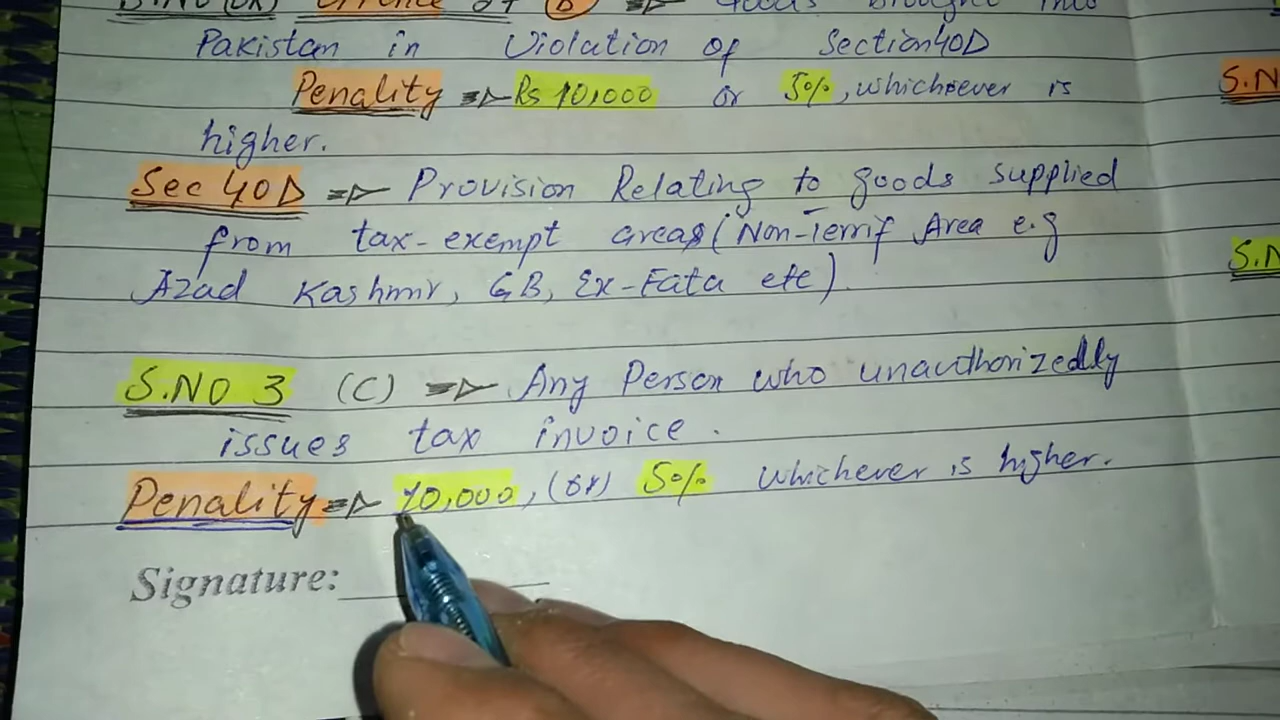 Pakistan in Violation of Section 40D
Penality => Rs 10,000 or 5%, whichsever is
higher.
Sec 40D => Provision Relating to goods supplied
from tax-exempt areas (Non-Terrif Area e.g
Azad Kashmir, GB, Ex-Fata etc).
S.NO 3 (C) => Any Person who unauthorizedly
issues tax invoice.
Penality => 10,000, (or) 5% whichever is higher.
Signature:
S.N
S.N